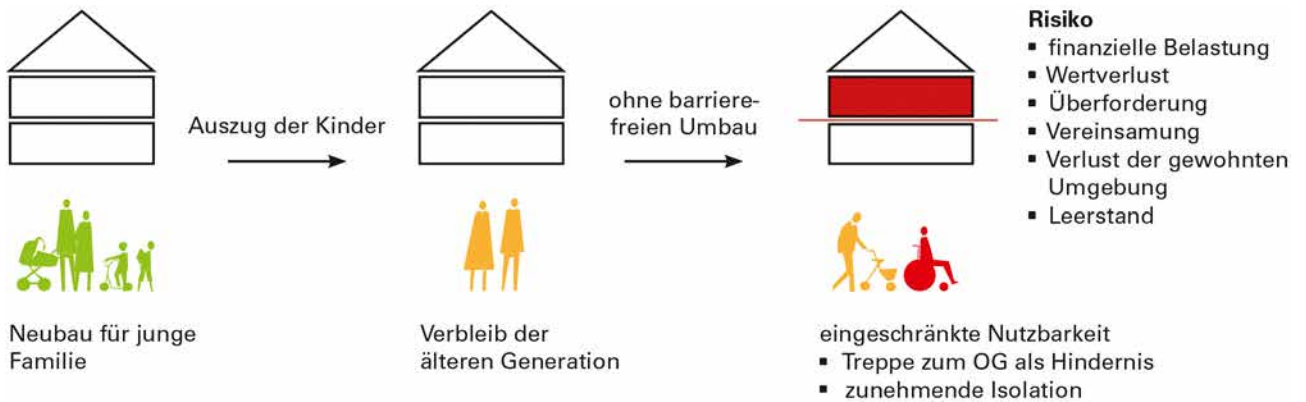 Auszug der Kinder
ohne barriere-
freien Umbau
Risiko
▪ finanzielle Belastung
▪ Wertverlust
▪ Überforderung
▪ Vereinsamung
▪ Verlust der gewohnten
Umgebung
▪ Leerstand
Neubau für junge
Familie
Verbleib der
älteren Generation
eingeschränkte Nutzbarkeit
▪ Treppe zum OG als Hindernis
▪ zunehmende Isolation